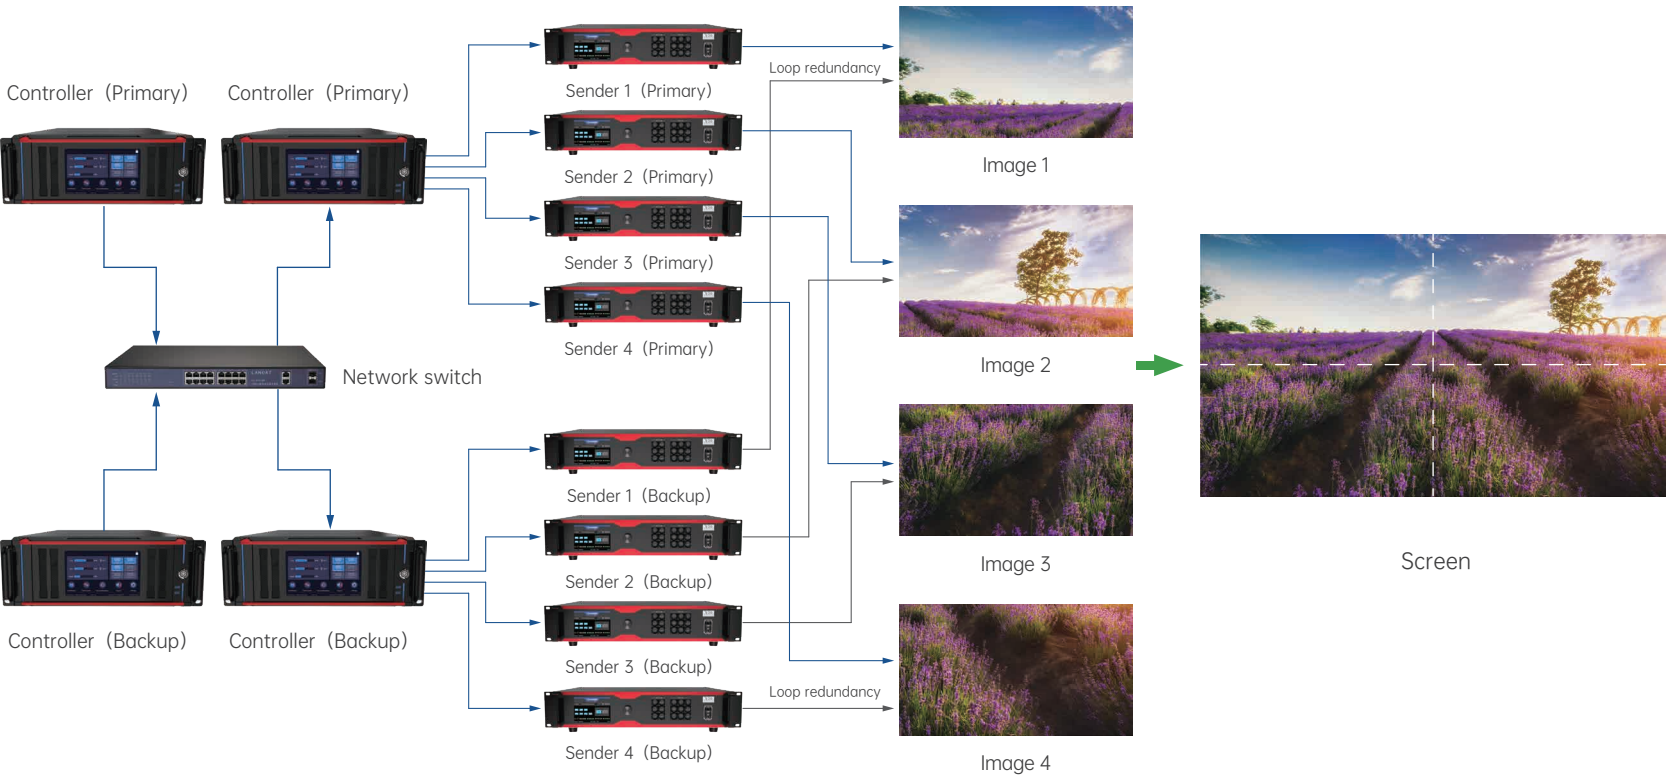 Controller (Primary)
Controller (Primary)
Sender 1 (Primary)
Sender 2 (Primary)
Sender 3 (Primary)
Sender 4 (Primary)
Loop redundancy
Image 1
Image 2
Network switch
Screen
Sender 1 (Backup)
Sender 2 (Backup)
Sender 3 (Backup)
Sender 4 (Backup)
Controller (Backup)
Controller (Backup)
Loop redundancy
Image 3
Image 4